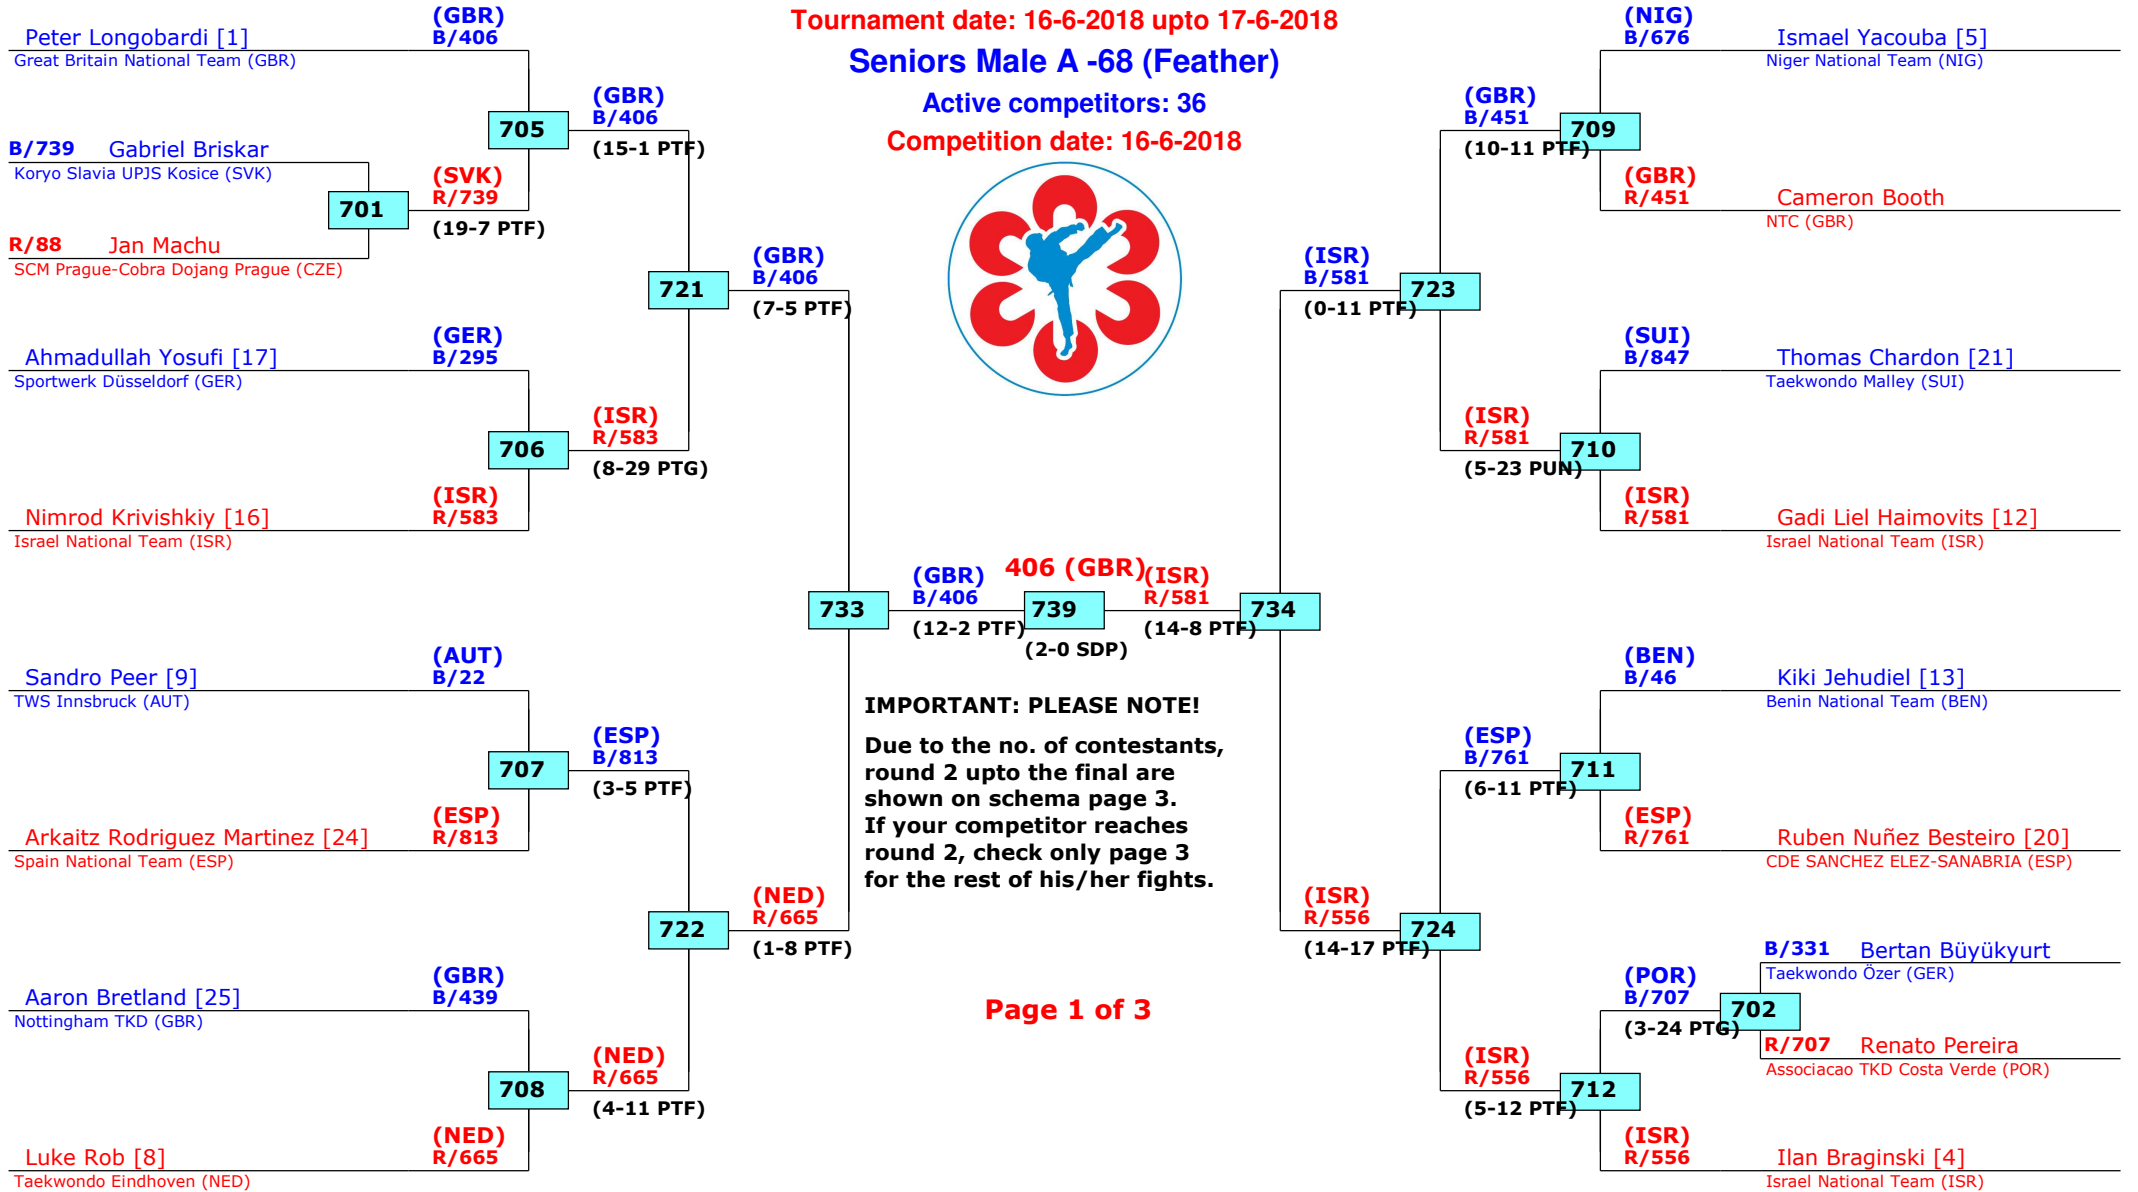 Tournament date: 16-6-2018 upto 17-6-2018
Seniors Male A -68 (Feather)
Active competitors: 36
Competition date: 16-6-2018
(GBR)
Peter Longobardi [1] B/406
Great Britain National Team (GBR)
705
(GBR)
B/406
(15-1 PTF)
B/739 Gabriel Briskar
Koryo Slavia UPJS Kosice (SVK)
701
(SVK)
R/739
(19-7 PTF)
R/88 Jan Machu
SCM Prague-Cobra Dojang Prague (CZE)
721
(GBR)
B/406
(7-5 PTF)
(GER)
Ahmadullah Yosufi [17] B/295
Sportwerk Düsseldorf (GER)
706
(ISR)
R/583
(8-29 PTG)
(ISR)
Nimrod Krivishkiy [16] R/583
Israel National Team (ISR)
733
(GBR)
B/406
(12-2 PTF)
(AUT)
Sandro Peer [9] B/22
TWS Innsbruck (AUT)
707
(ESP)
B/813
(3-5 PTF)
(ESP)
Arkaitz Rodriguez Martinez [24] R/813
Spain National Team (ESP)
722
(NED)
R/665
(1-8 PTF)
(GBR)
Aaron Bretland [25] B/439
Nottingham TKD (GBR)
708
(NED)
R/665
(4-11 PTF)
(NED)
Luke Rob [8] R/665
Taekwondo Eindhoven (NED)
406 (GBR)
739
(2-0 SDP)
IMPORTANT: PLEASE NOTE!
Due to the no. of contestants,
round 2 upto the final are
shown on schema page 3.
If your competitor reaches
round 2, check only page 3
for the rest of his/her fights.
Page 1 of 3
(NIG)
B/676 Ismael Yacouba [5]
Niger National Team (NIG)
(GBR)
B/451
(10-11 PTF)
709
(GBR)
R/451 Cameron Booth
NTC (GBR)
(ISR)
B/581
(0-11 PTF)
723
(SUI)
B/847 Thomas Chardon [21]
Taekwondo Malley (SUI)
(ISR)
R/581
(5-23 PUN)
710
(ISR)
R/581 Gadi Liel Haimovits [12]
Israel National Team (ISR)
(ISR)
R/581
(14-8 PTF)
734
(BEN)
B/46 Kiki Jehudiel [13]
Benin National Team (BEN)
(ESP)
B/761
(6-11 PTF)
711
(ESP)
R/761 Ruben Nuñez Besteiro [20]
CDE SANCHEZ ELEZ-SANABRIA (ESP)
(ISR)
R/556
(14-17 PTF)
724
B/331 Bertan Büyükyurt
Taekwondo Özer (GER)
(POR)
B/707
(3-24 PTG)
702
R/707 Renato Pereira
Associacao TKD Costa Verde (POR)
(ISR)
R/556
(5-12 PTF)
712
(ISR)
R/556 Ilan Braginski [4]
Israel National Team (ISR)